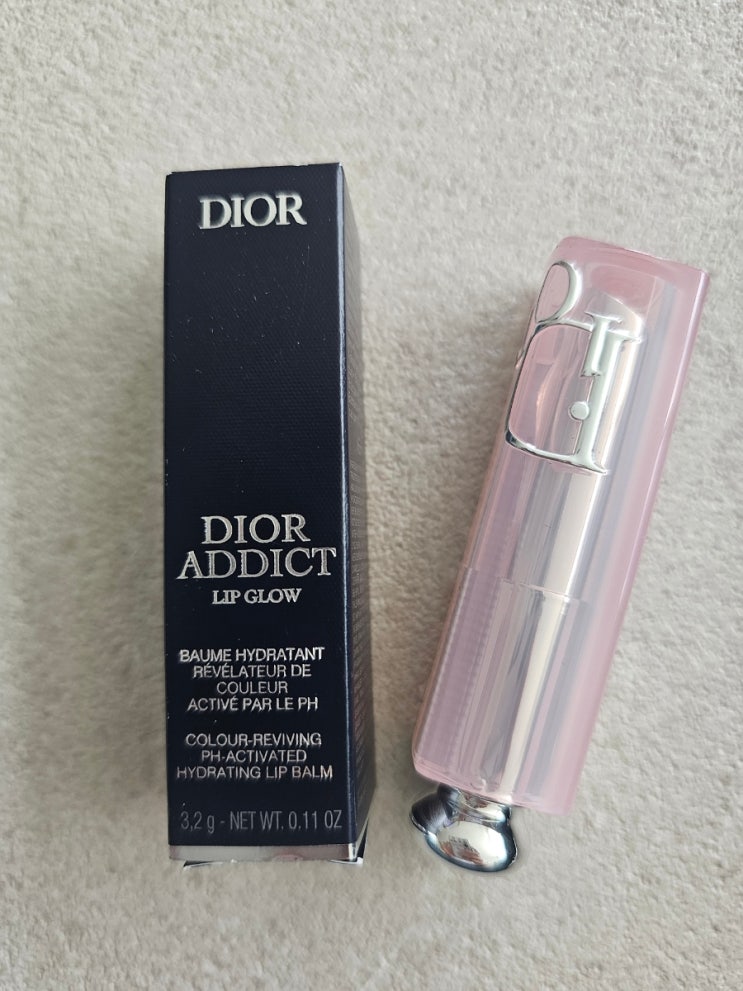 DIOR
DIOR
ADDICT
LIP GLOW
BAUME HYDRATANT
RÉVÉLATEUR DE
COULEUR
ACTIVÉ PAR LE PH
COLOUR-REVIVING
PH-ACTIVATED
HYDRATING LIP BALM
3,2 g - NET WT. 0.11 OZ